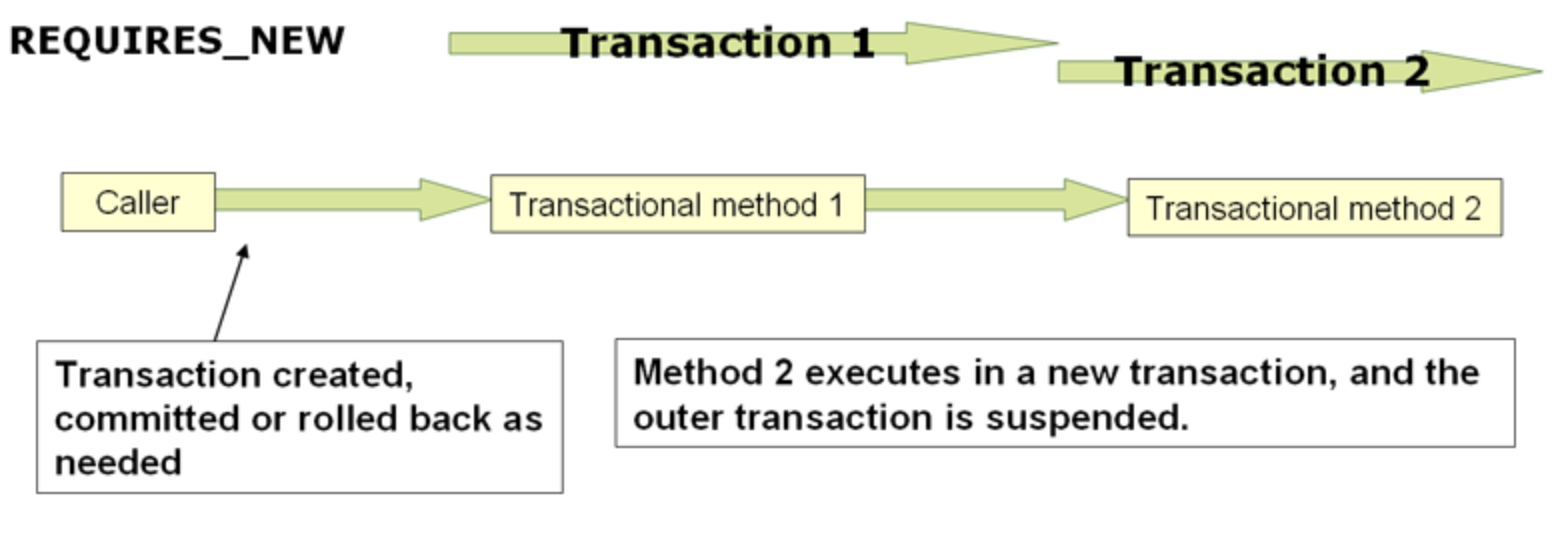 REQUIRES_NEW
Transaction 1
Transaction 2
Caller
Transactional method 1
Transactional method 2
Transaction created,
committed or rolled back as
needed
Method 2 executes in a new transaction, and the
outer transaction is suspended.